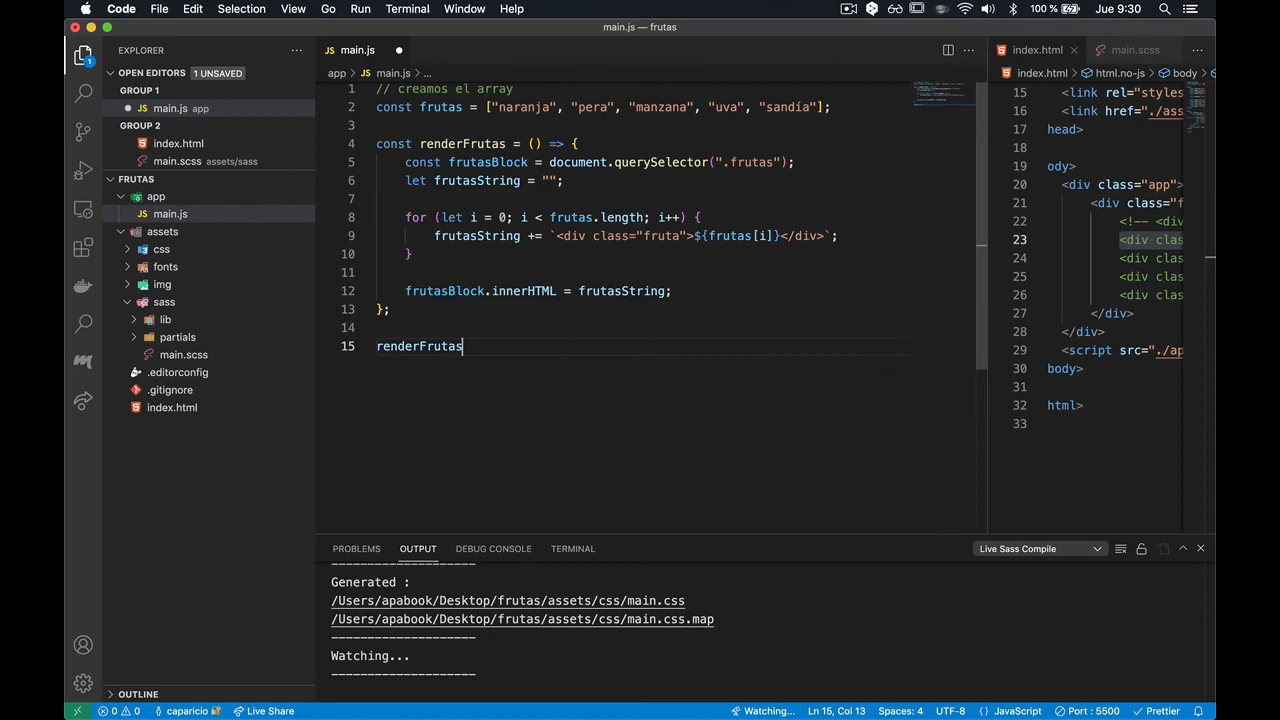 Code File Edit Selection View Go Run Terminal Window Help 100 % Jue 9:30
main.js — frutas
EXPLORER
OPEN EDITORS 1 UNSAVED
GROUP 1
main.js app
GROUP 2
index.html
main.scss assets/sass
FRUTAS
app
main.js
assets
css
fonts
img
sass
lib
partials
main.scss
.editorconfig
.gitignore
index.html
OUTLINE
1
JS main.js
app > JS main.js > ...
1 // creamos el array
2 const frutas = ["naranja", "pera", "manzana", "uva", "sandía"];
3
4 const renderFrutas = () => {
5 const frutasBlock = document.querySelector(".frutas");
6 let frutasString = "";
7
8 for (let i = 0; i < frutas.length; i++) {
9 frutasString += `<div class="fruta">${frutas[i]}</div>`;
10 }
11
12 frutasBlock.innerHTML = frutasString;
13 };
14
15 renderFrutas
index.html main.scss
index.html > html.no-js > body
15 <link rel="styles
16 <link href="./ass
17 head>
18
19 ody>
20 <div class="app">
21 <div class="f
22 <!-- <div
23 <div clas
24 <div clas
25 <div clas
26 <div clas
27 </div>
28 </div>
29 <script src="./ap
30 body>
31
32 html>
33
PROBLEMS OUTPUT DEBUG CONSOLE TERMINAL Live Sass Compile
--------------------
Generated :
/Users/apabook/Desktop/frutas/assets/css/main.css
/Users/apabook/Desktop/frutas/assets/css/main.css.map
--------------------
Watching...
--------------------
0 0 caparicio Live Share Watching... Ln 15, Col 13 Spaces: 4 UTF-8 {} JavaScript Port : 5500 Prettier